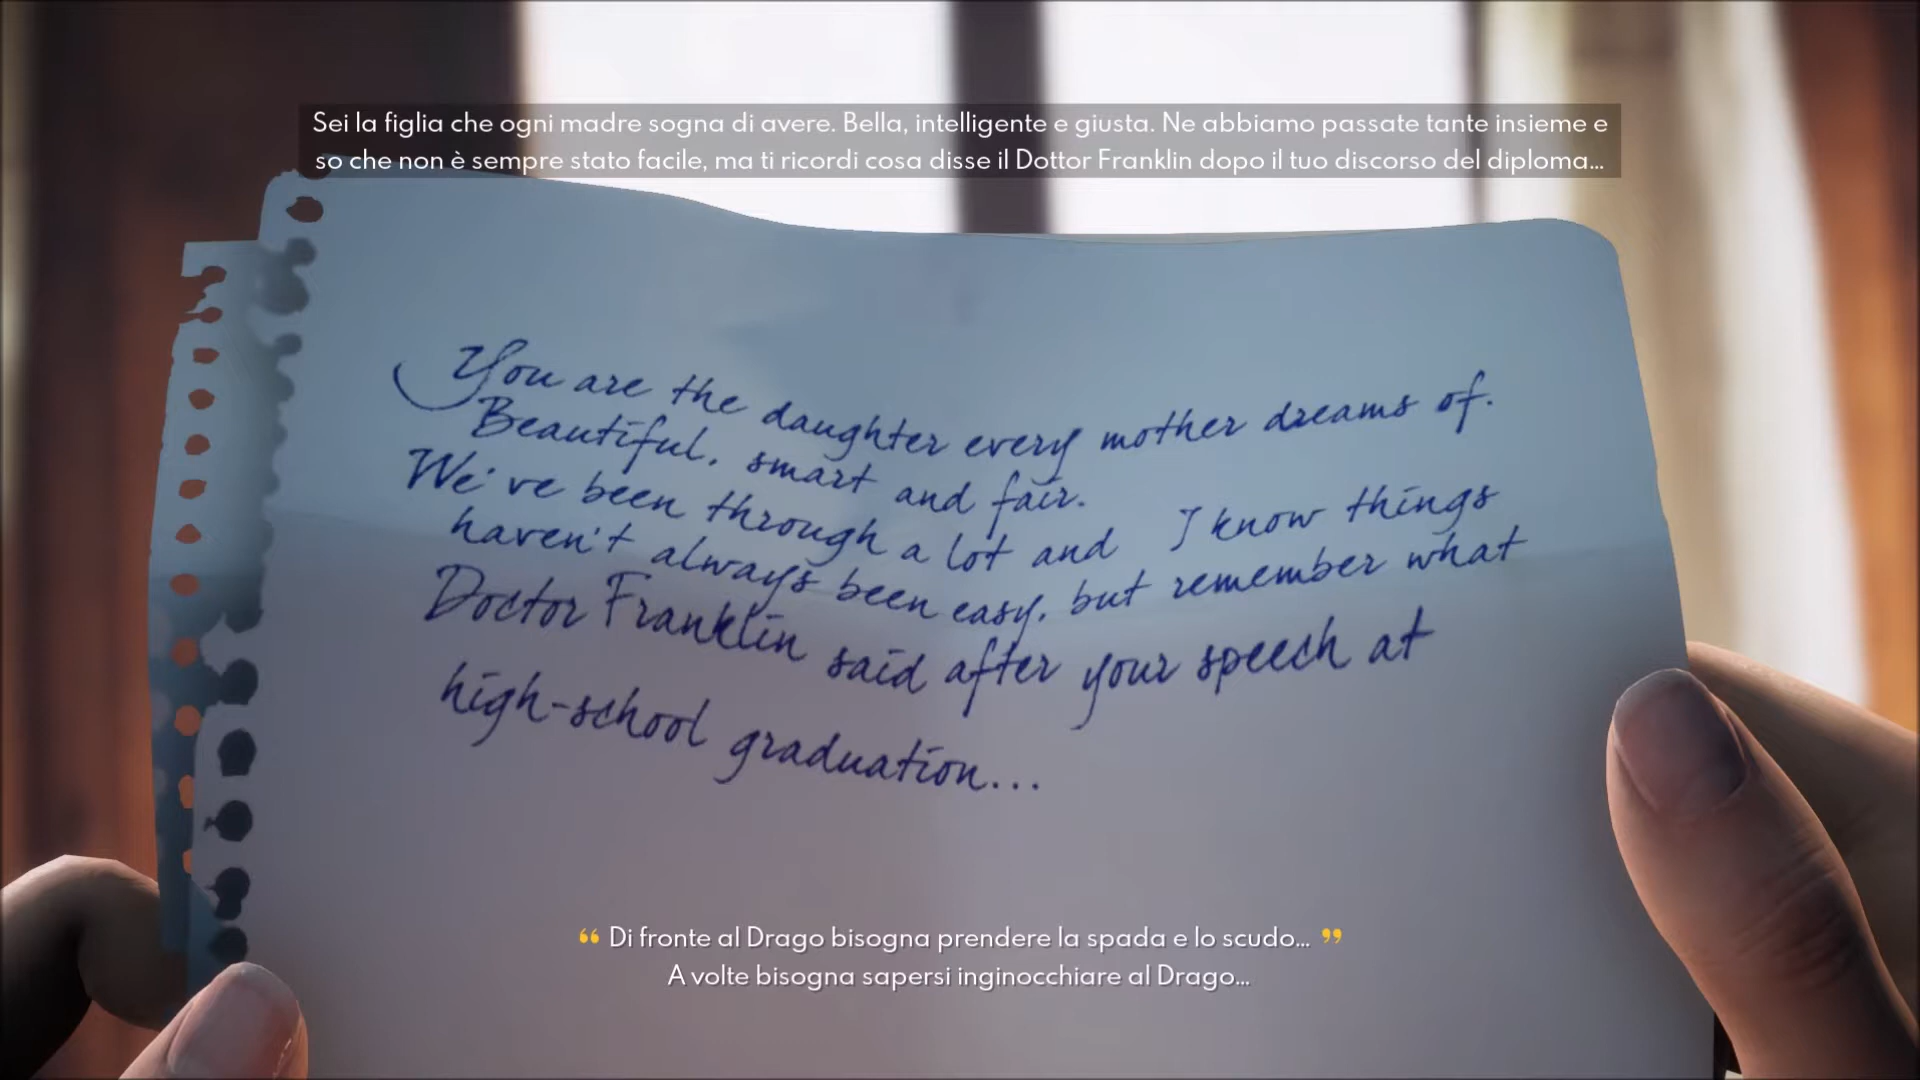 Sei la figlia che ogni madre sogna di avere. Bella, intelligente e giusta. Ne abbiamo passate tante insieme e
so che non è sempre stato facile, ma ti ricordi cosa disse il Dottor Franklin dopo il tuo discorso del diploma...
You are the daughter every mother dreams of.
Beautiful, smart and fair.
We've been through a lot and I know things
haven't always been easy, but remember what
Doctor Franklin said after your speech at
high-school graduation...
“ Di fronte al Drago bisogna prendere la spada e lo scudo... ”
A volte bisogna sapersi inginocchiare al Drago...